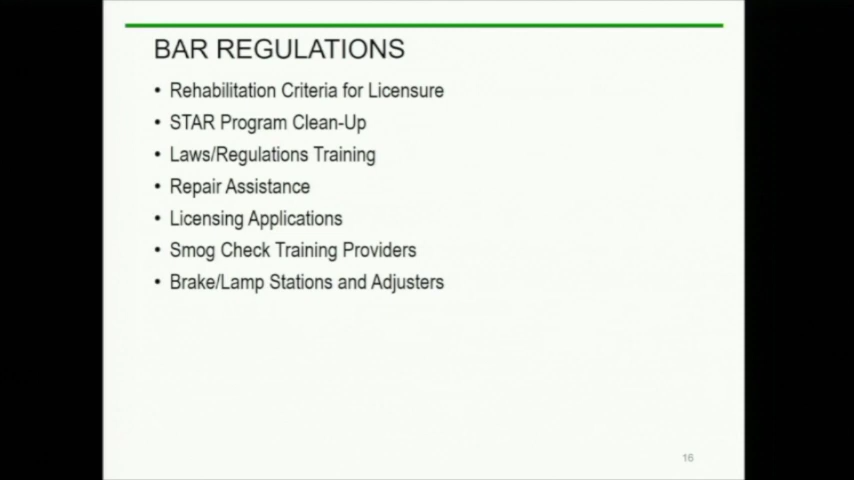 BAR REGULATIONS
• Rehabilitation Criteria for Licensure
• STAR Program Clean-Up
• Laws/Regulations Training
• Repair Assistance
• Licensing Applications
• Smog Check Training Providers
• Brake/Lamp Stations and Adjusters
16